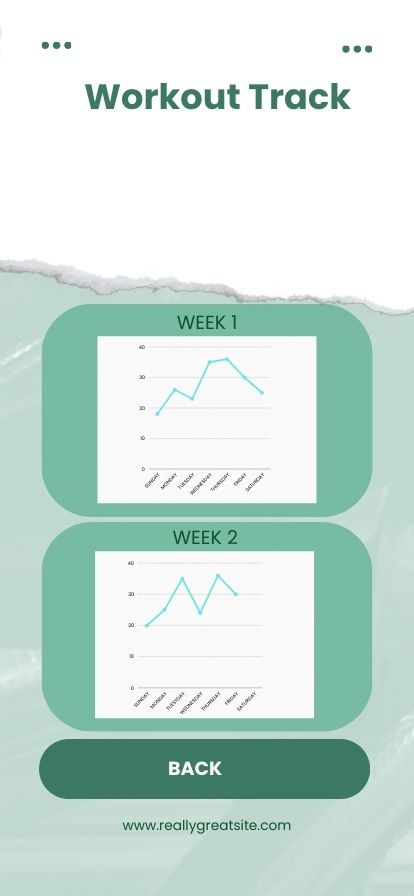 Workout Track
WEEK 1
40
30
20
10
0
SUNDAY
MONDAY
TUESDAY
WEDNESDAY
THURSDAY
FRIDAY
SATURDAY
WEEK 2
40
30
20
10
0
SUNDAY
MONDAY
TUESDAY
WEDNESDAY
THURSDAY
FRIDAY
SATURDAY
BACK
www.reallygreatsite.com